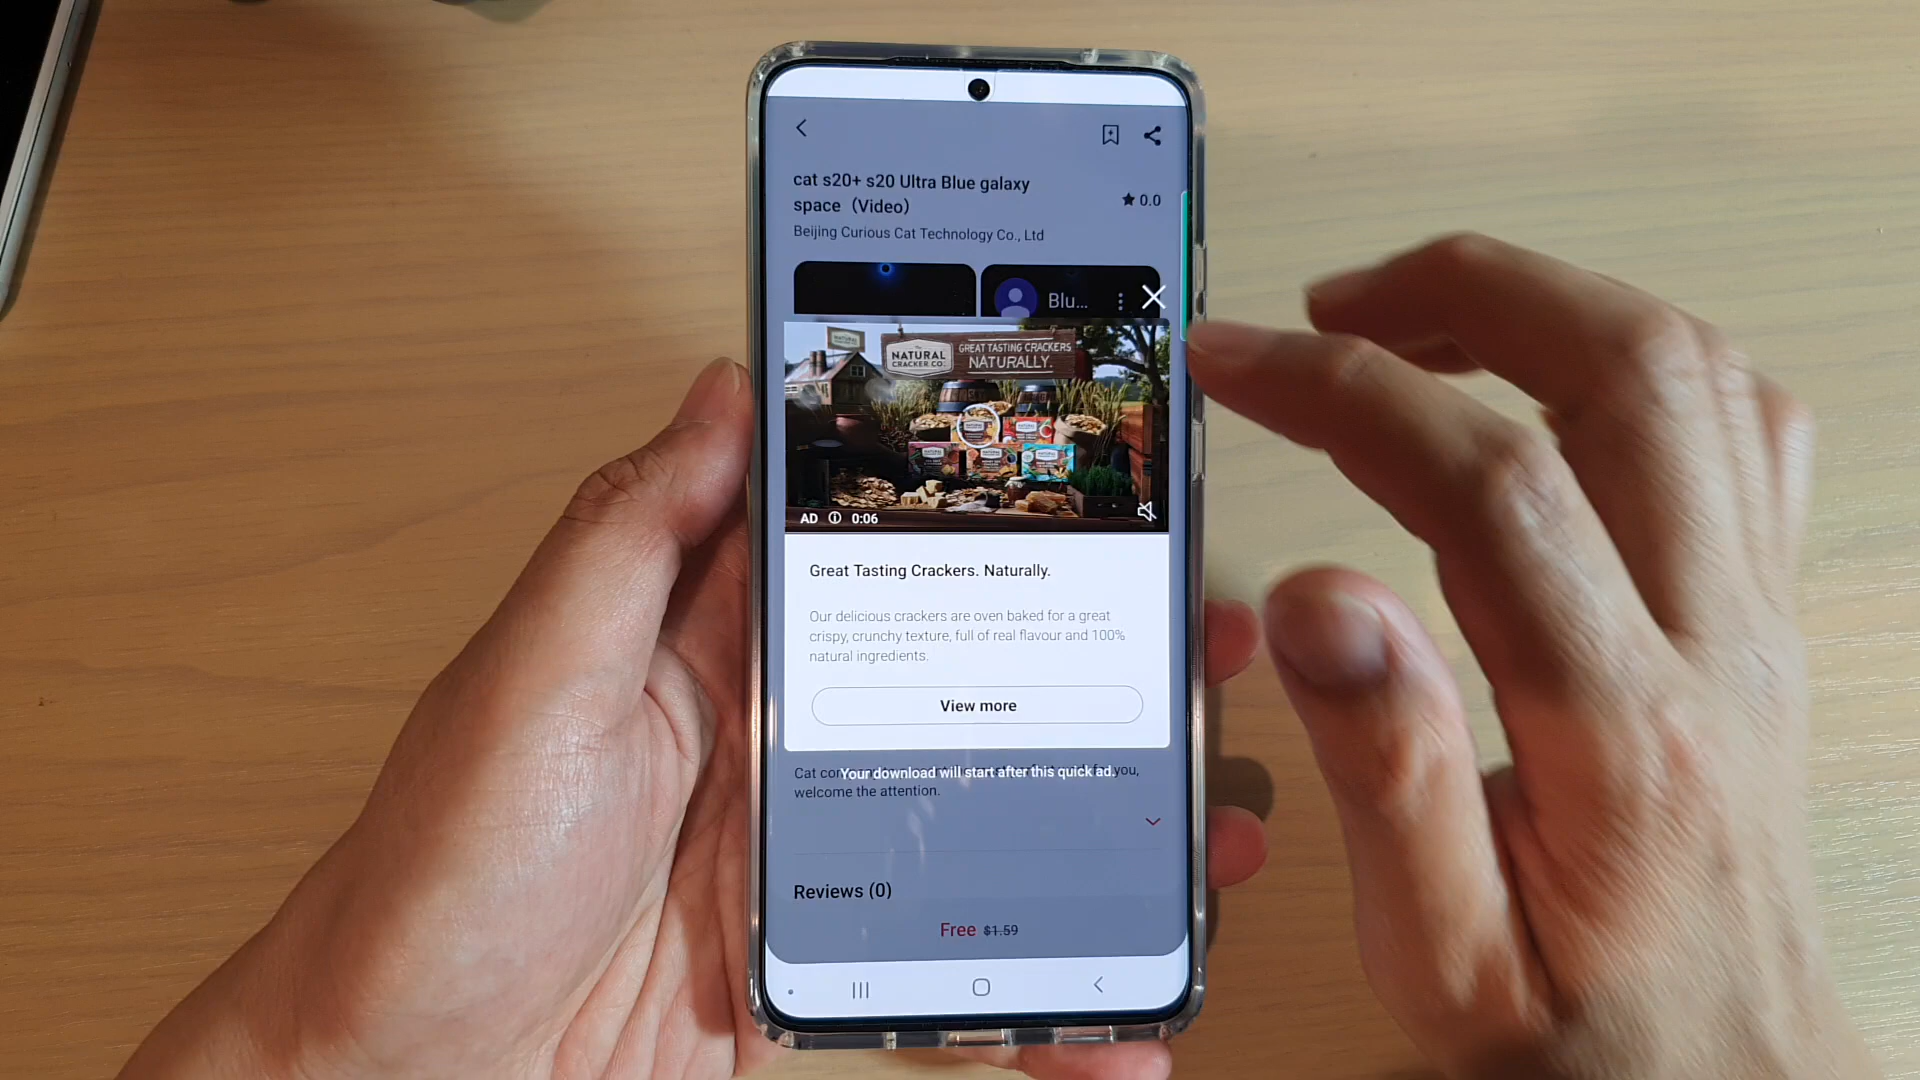 cat s20+ s20 Ultra Blue galaxy
space（Video）
★ 0.0
Beijing Curious Cat Technology Co., Ltd
Blu...
NATURAL
CRACKER CO.
GREAT TASTING CRACKERS
NATURALLY.
AD 0:06
Great Tasting Crackers. Naturally.
Our delicious crackers are oven baked for a great
crispy, crunchy texture, full of real flavour and 100%
natural ingredients.
View more
Your download will start after this quick ad.
Cat you,
welcome the attention.
Reviews (0)
Free $1.59